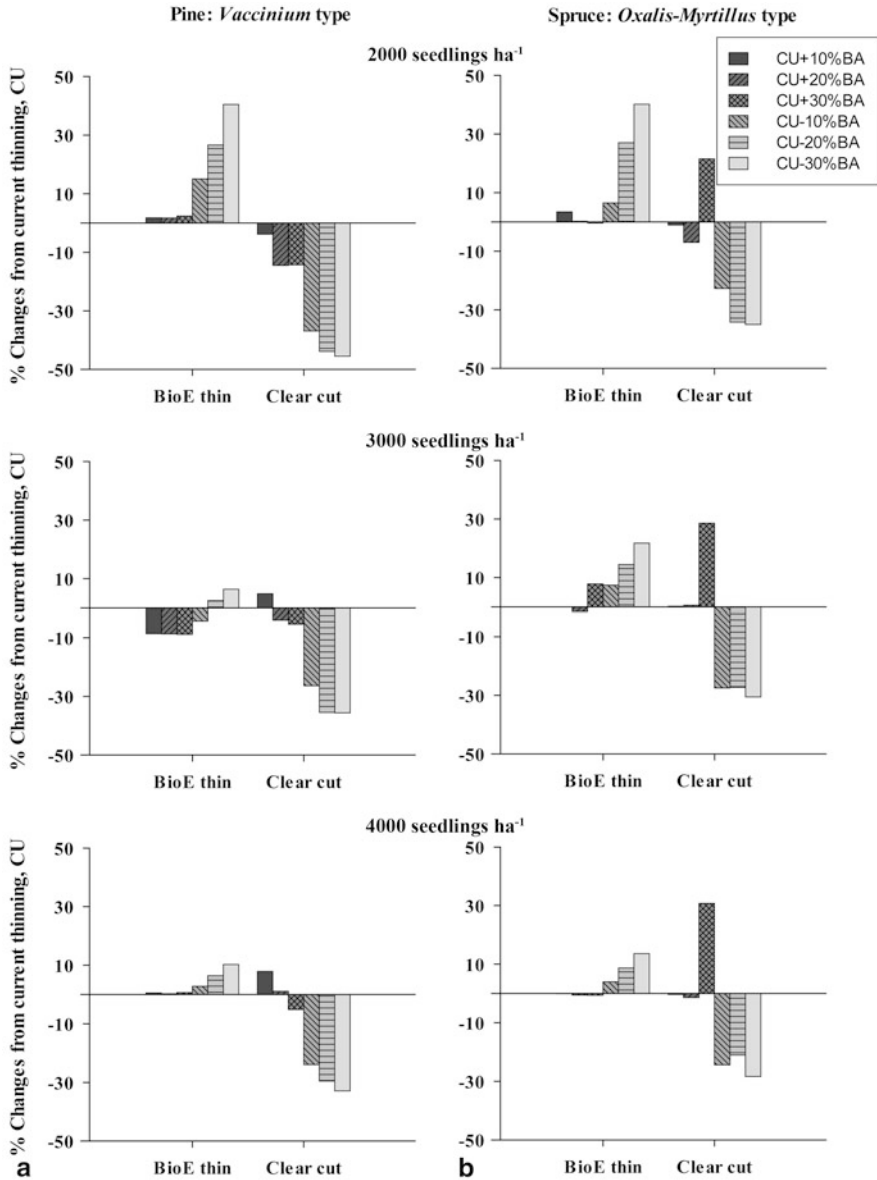 Pine: Vaccinium type
Spruce: Oxalis-Myrtillus type
2000 seedlings ha-1
CU+10%BA
CU+20%BA
CU+30%BA
CU-10%BA
CU-20%BA
CU-30%BA
% Changes from current thinning, CU
50
30
10
-10
-30
-50
BioE thin
Clear cut
50
30
10
-10
-30
-50
BioE thin
Clear cut
3000 seedlings ha-1
% Changes from current thinning, CU
50
30
10
-10
-30
-50
BioE thin
Clear cut
50
30
10
-10
-30
-50
BioE thin
Clear cut
4000 seedlings ha-1
% Changes from current thinning, CU
50
30
10
-10
-30
-50
BioE thin
Clear cut
50
30
10
-10
-30
-50
BioE thin
Clear cut
a
b